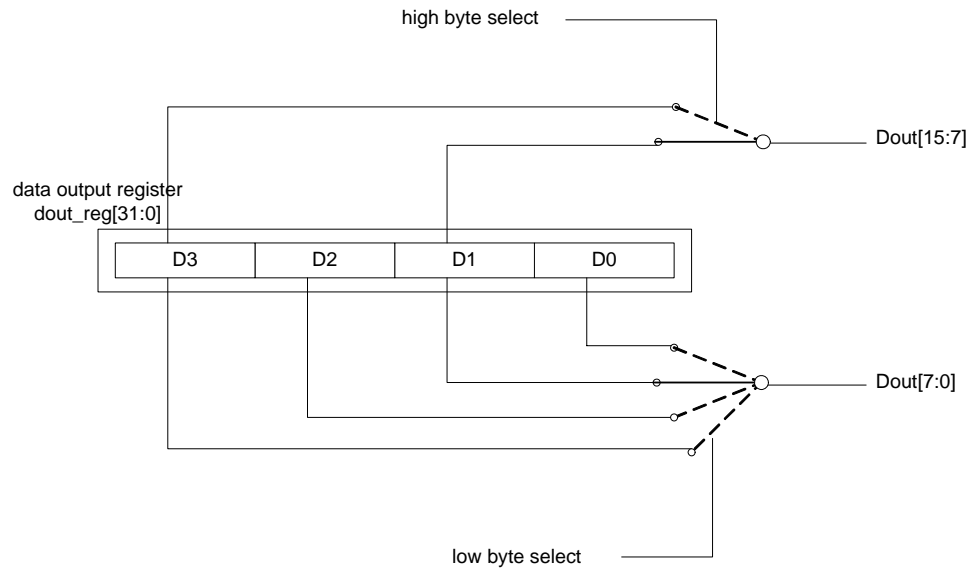 high byte select
Dout[15:7]
data output register
dout_reg[31:0]
D3 D2 D1 D0
Dout[7:0]
low byte select